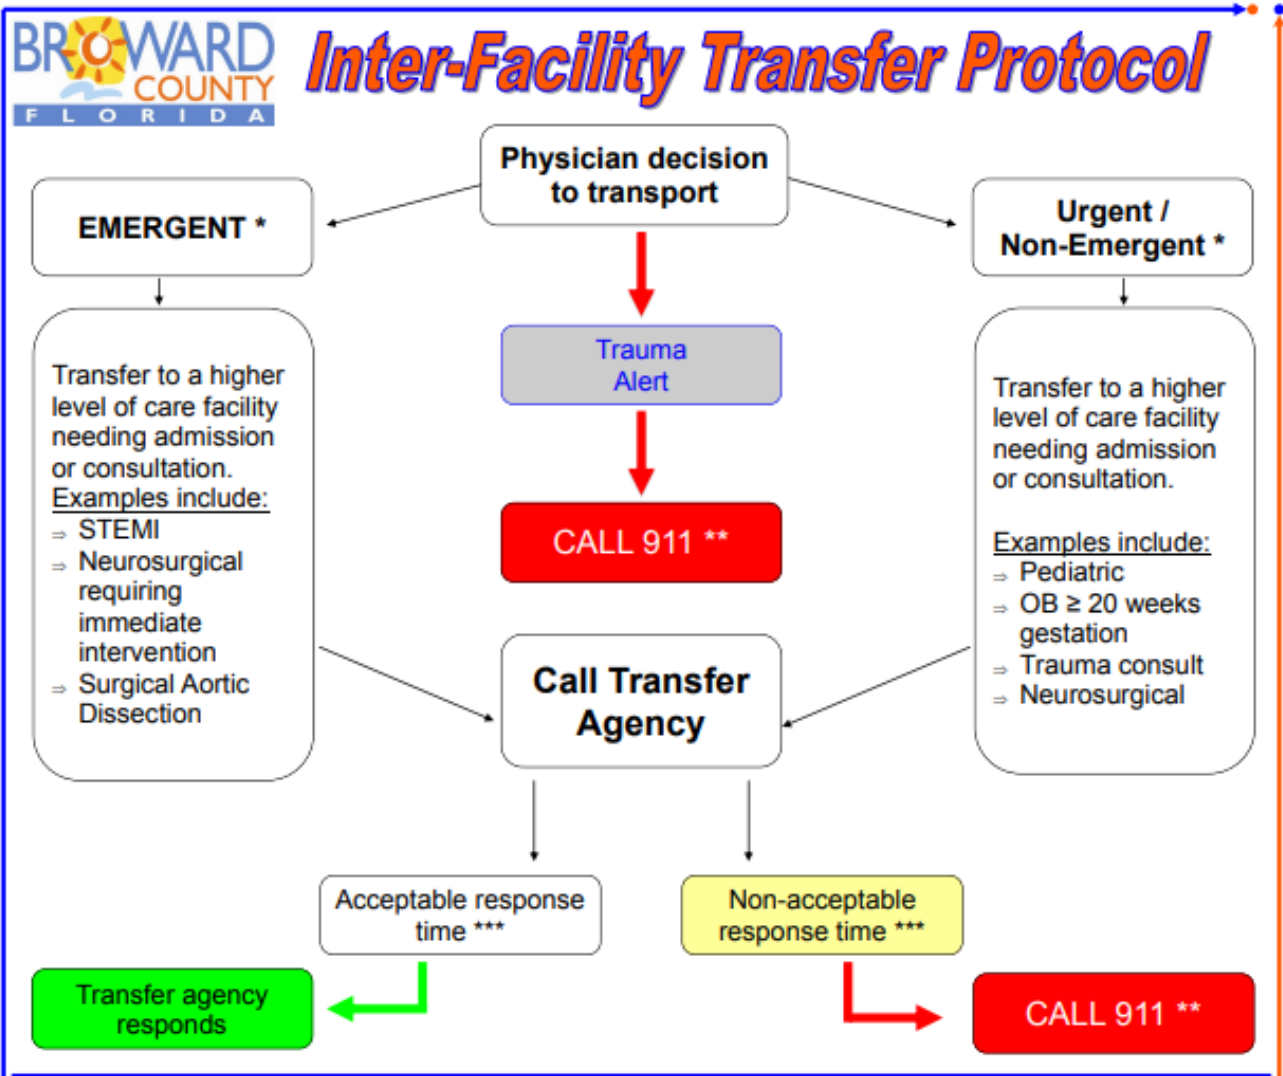 BROWARD
COUNTY
FLORIDA
Inter-Facility Transfer Protocol
Physician decision
to transport
EMERGENT *
Urgent /
Non-Emergent *
Trauma
Alert
CALL 911 **
Transfer to a higher
level of care facility
needing admission
or consultation.
Examples include:
⇒ STEMI
⇒ Neurosurgical
requiring
immediate
intervention
⇒ Surgical Aortic
Dissection
Transfer to a higher
level of care facility
needing admission
or consultation.
Examples include:
⇒ Pediatric
⇒ OB ≥ 20 weeks
gestation
⇒ Trauma consult
⇒ Neurosurgical
Call Transfer
Agency
Acceptable response
time ***
Non-acceptable
response time ***
Transfer agency
responds
CALL 911 **